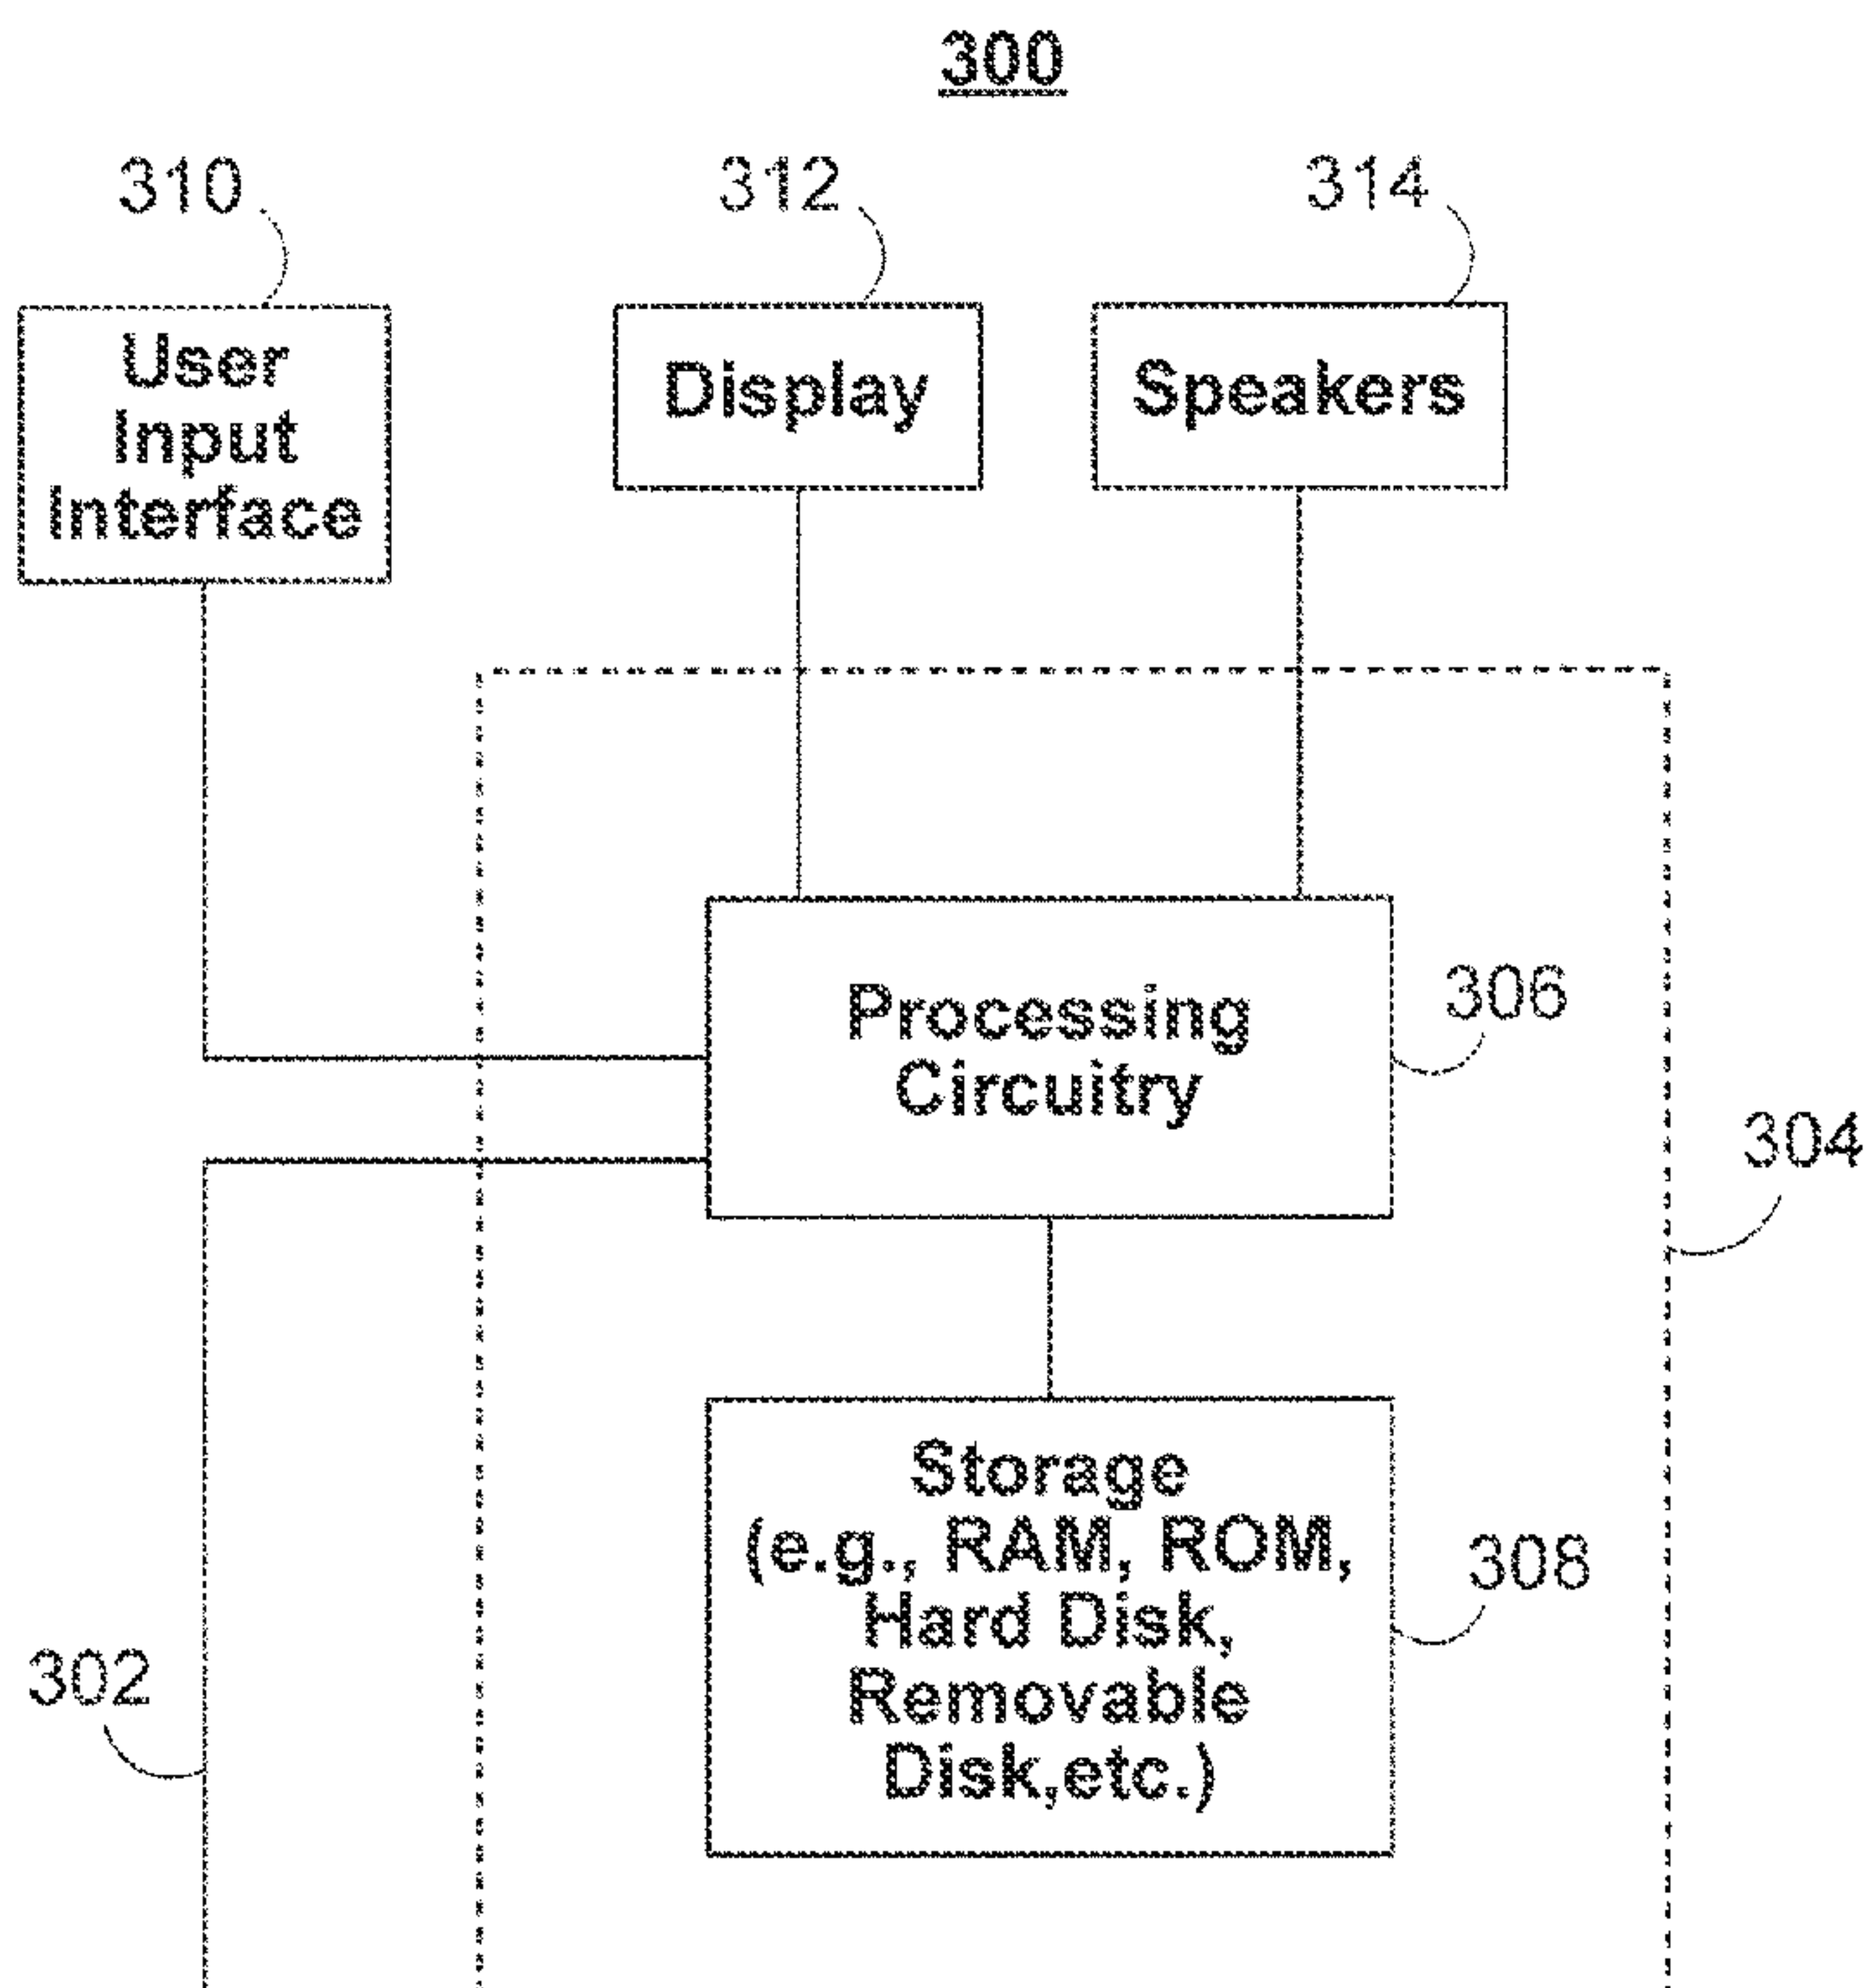 300
310
312
314
User
Input
Interface
Display
Speakers
Processing
Circuitry
306
304
Storage
(e.g., RAM, ROM,
Hard Disk,
Removable
Disk,etc.)
308
302